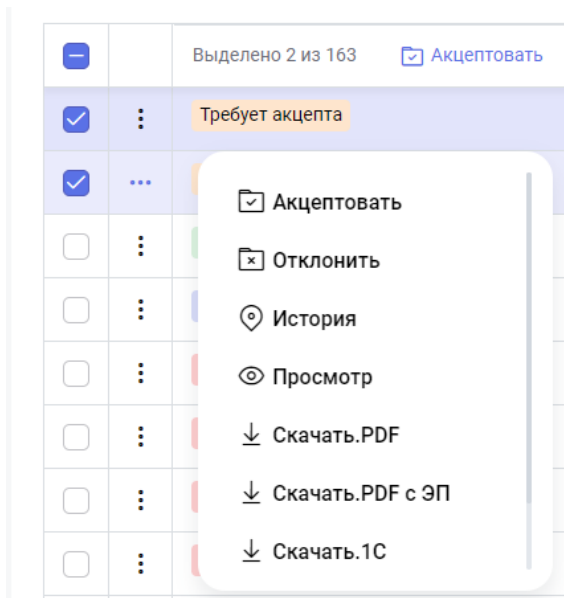 Выделено 2 из 163 Акцептовать
Требует акцепта
Акцептовать
Отклонить
История
Просмотр
Скачать.PDF
Скачать.PDF с ЭП
Скачать.1С